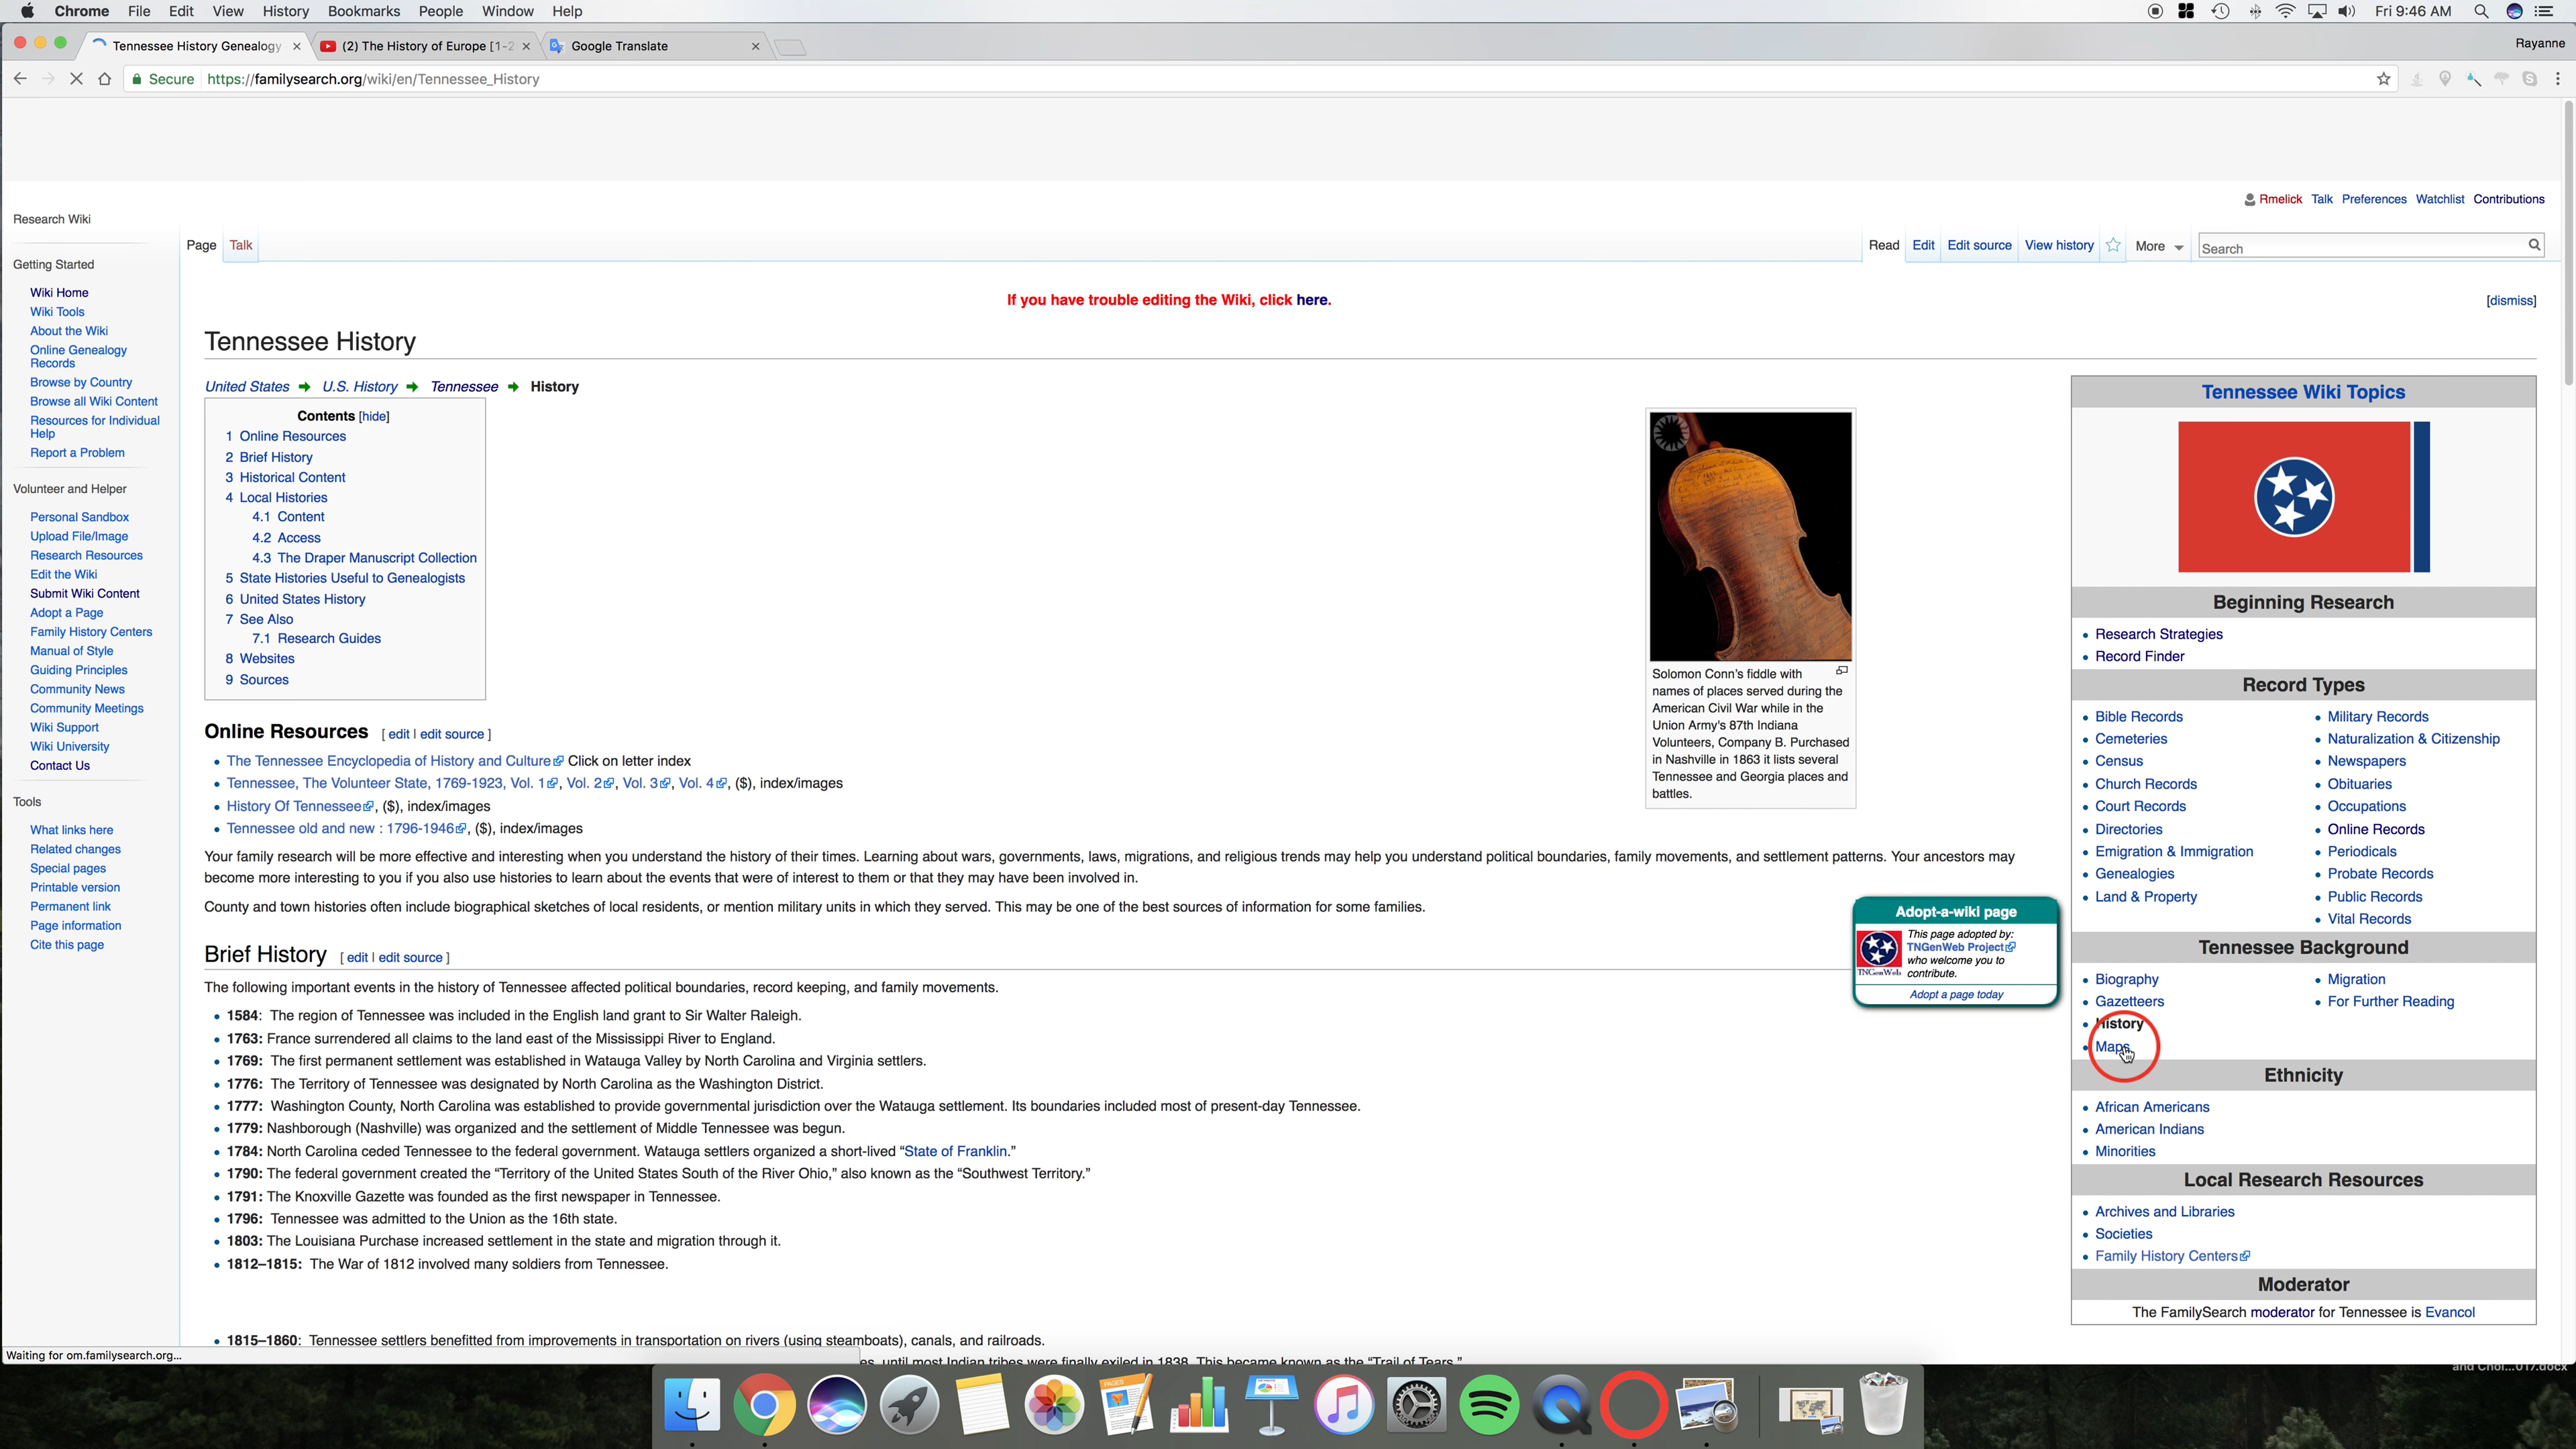 Chrome File Edit View History Bookmarks People Window Help
Fri 9:46 AM
Tennessee History Genealogy
(2) The History of Europe [1-2
Google Translate
Rayanne
Secure https://familysearch.org/wiki/en/Tennessee_History
Rmelick Talk Preferences Watchlist Contributions
Research Wiki
Getting Started
Wiki Home
Wiki Tools
About the Wiki
Online Genealogy
Records
Browse by Country
Browse all Wiki Content
Resources for Individual
Help
Report a Problem
Volunteer and Helper
Personal Sandbox
Upload File/Image
Research Resources
Edit the Wiki
Submit Wiki Content
Adopt a Page
Family History Centers
Manual of Style
Guiding Principles
Community News
Community Meetings
Wiki Support
Wiki University
Contact Us
Tools
What links here
Related changes
Special pages
Printable version
Permanent link
Page information
Cite this page
Page Talk
Read Edit Edit source View history More Search
If you have trouble editing the Wiki, click here.
[dismiss]
Tennessee History
United States U.S. History Tennessee History
Contents [hide]
1 Online Resources
2 Brief History
3 Historical Content
4 Local Histories
4.1 Content
4.2 Access
4.3 The Draper Manuscript Collection
5 State Histories Useful to Genealogists
6 United States History
7 See Also
7.1 Research Guides
8 Websites
9 Sources
Solomon Conn's fiddle with
names of places served during the
American Civil War while in the
Union Army's 87th Indiana
Volunteers, Company B. Purchased
in Nashville in 1863 it lists several
Tennessee and Georgia places and
battles.
Online Resources [ edit | edit source ]
The Tennessee Encyclopedia of History and Culture Click on letter index
Tennessee, The Volunteer State, 1769-1923, Vol. 1, Vol. 2, Vol. 3, Vol. 4, ($), index/images
History Of Tennessee, ($), index/images
Tennessee old and new : 1796-1946, ($), index/images
Your family research will be more effective and interesting when you understand the history of their times. Learning about wars, governments, laws, migrations, and religious trends may help you understand political boundaries, family movements, and settlement patterns. Your ancestors may
become more interesting to you if you also use histories to learn about the events that were of interest to them or that they may have been involved in.
County and town histories often include biographical sketches of local residents, or mention military units in which they served. This may be one of the best sources of information for some families.
Adopt-a-wiki page
This page adopted by:
TNGenWeb Project
who welcome you to
contribute.
TNGenWeb
Adopt a page today
Brief History [ edit | edit source ]
The following important events in the history of Tennessee affected political boundaries, record keeping, and family movements.
1584: The region of Tennessee was included in the English land grant to Sir Walter Raleigh.
1763: France surrendered all claims to the land east of the Mississippi River to England.
1769: The first permanent settlement was established in Watauga Valley by North Carolina and Virginia settlers.
1776: The Territory of Tennessee was designated by North Carolina as the Washington District.
1777: Washington County, North Carolina was established to provide governmental jurisdiction over the Watauga settlement. Its boundaries included most of present-day Tennessee.
1779: Nashborough (Nashville) was organized and the settlement of Middle Tennessee was begun.
1784: North Carolina ceded Tennessee to the federal government. Watauga settlers organized a short-lived “State of Franklin.”
1790: The federal government created the “Territory of the United States South of the River Ohio,” also known as the “Southwest Territory.”
1791: The Knoxville Gazette was founded as the first newspaper in Tennessee.
1796: Tennessee was admitted to the Union as the 16th state.
1803: The Louisiana Purchase increased settlement in the state and migration through it.
1812–1815: The War of 1812 involved many soldiers from Tennessee.
1815–1860: Tennessee settlers benefitted from improvements in transportation on rivers (using steamboats), canals, and railroads.
es, until most Indian tribes were finally exiled in 1838. This became known as the “Trail of Tears.”
Waiting for om.familysearch.org...
Tennessee Wiki Topics
Beginning Research
Research Strategies
Record Finder
Record Types
Bible Records
Cemeteries
Census
Church Records
Court Records
Directories
Emigration & Immigration
Genealogies
Land & Property
Military Records
Naturalization & Citizenship
Newspapers
Obituaries
Occupations
Online Records
Periodicals
Probate Records
Public Records
Vital Records
Tennessee Background
Biography
Gazetteers
History
Maps
Migration
For Further Reading
Ethnicity
African Americans
American Indians
Minorities
Local Research Resources
Archives and Libraries
Societies
Family History Centers
Moderator
The FamilySearch moderator for Tennessee is Evancol
and Choi...017.docx
PAGES